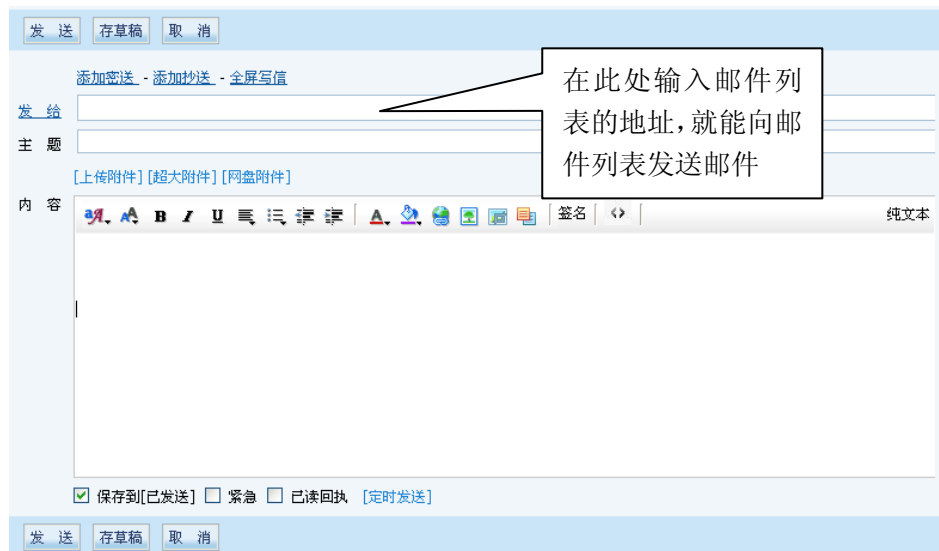 发 送 存草稿 取 消
添加密送 - 添加抄送 - 全屏写信
发 给
在此处输入邮件列
表的地址，就能向邮
件列表发送邮件
主 题
[上传附件] [超大附件] [网盘附件]
内 容
B I U A 签名 <> 纯文本
保存到[已发送] 紧急 已读回执 [定时发送]
发 送 存草稿 取 消